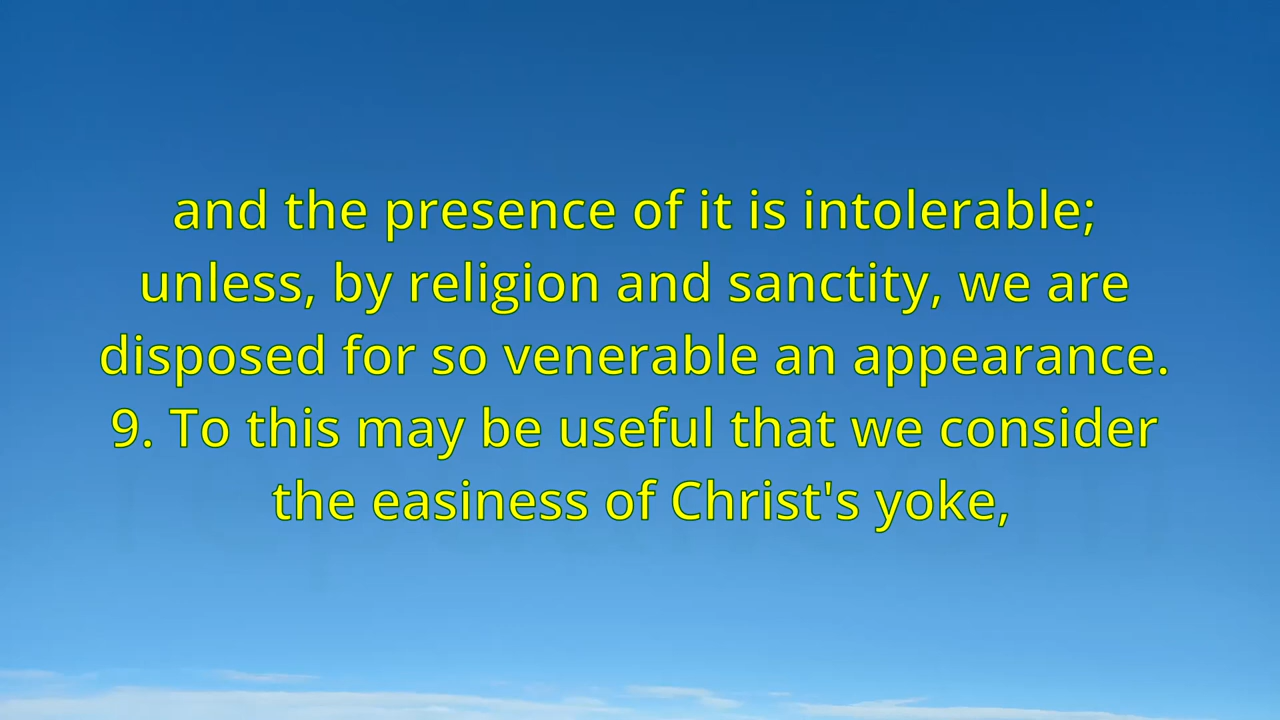 and the presence of it is intolerable;
unless, by religion and sanctity, we are
disposed for so venerable an appearance.
9. To this may be useful that we consider
the easiness of Christ's yoke,